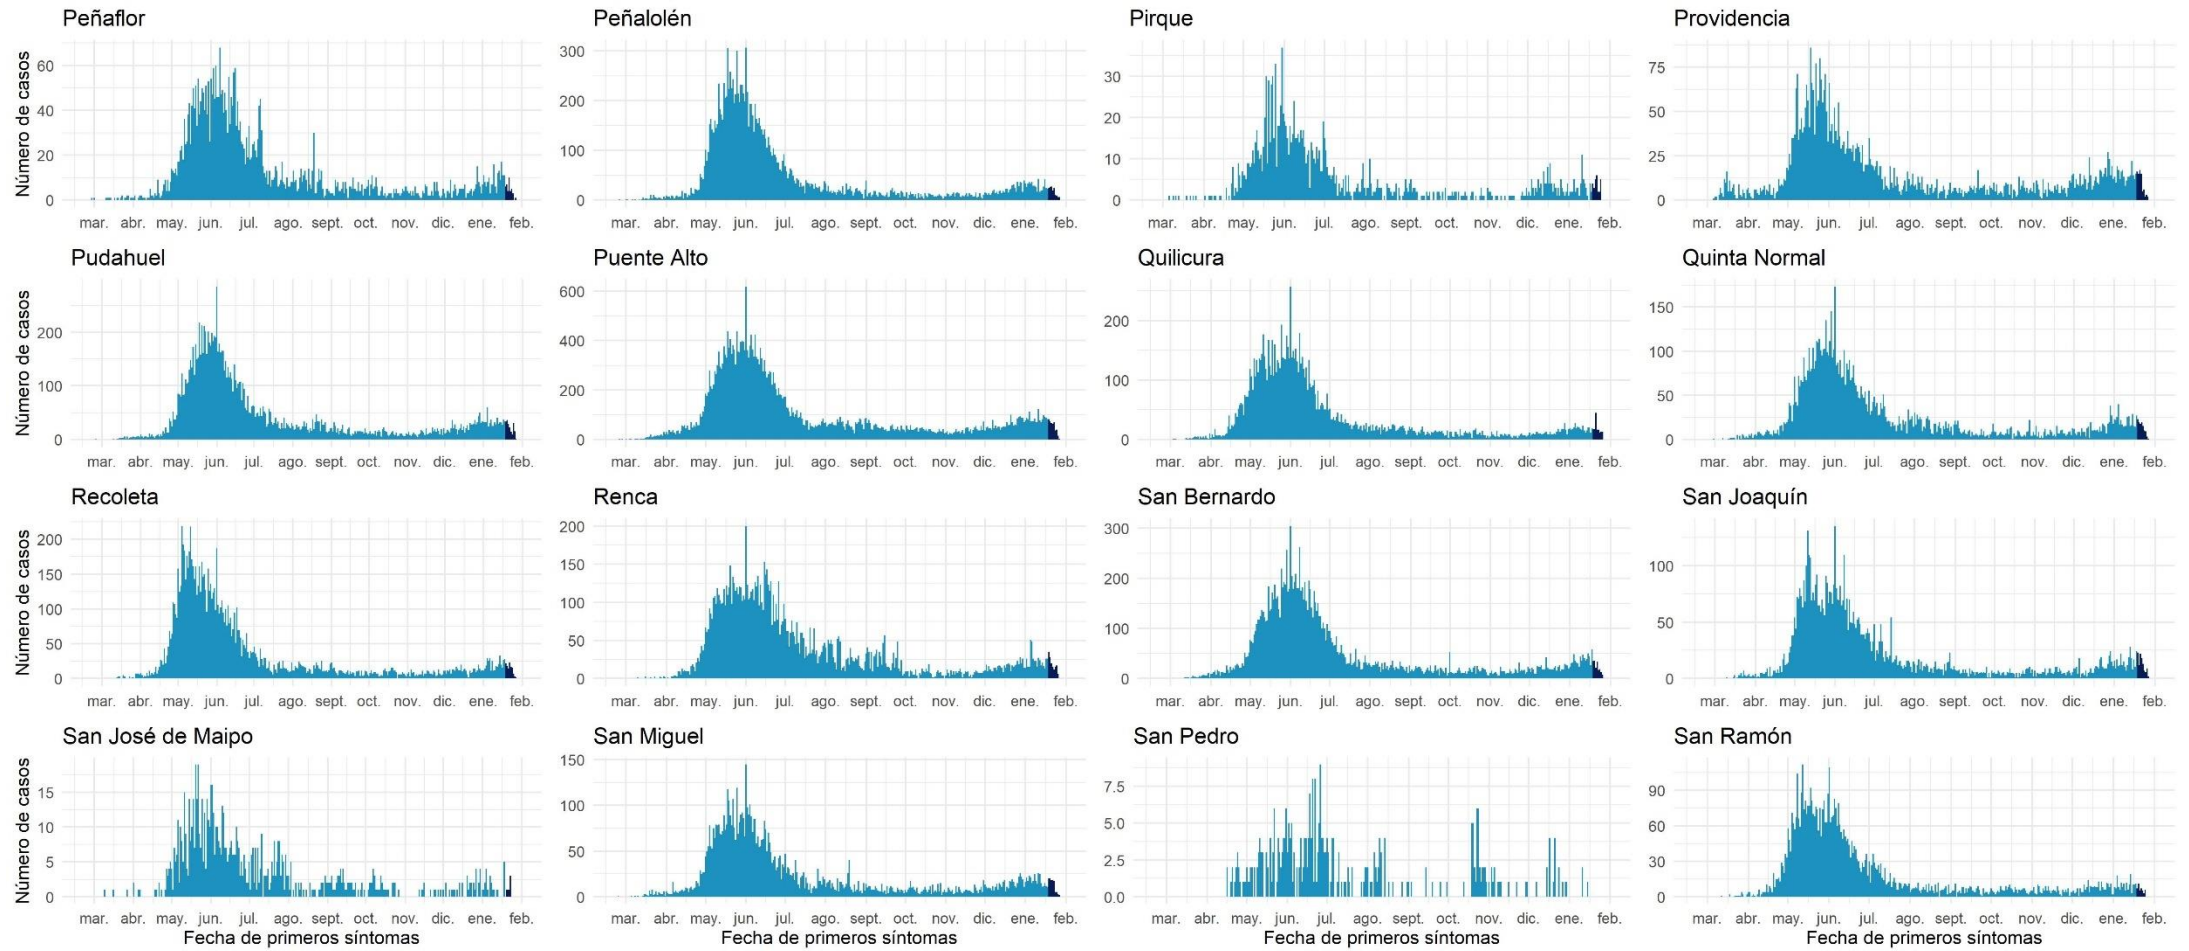 Peñaflor
Peñalolén
Pirque
Providencia
Número de casos
60
40
20
0
mar. abr. may. jun. jul. ago. sept. oct. nov. dic. ene. feb.
300
200
100
0
mar. abr. may. jun. jul. ago. sept. oct. nov. dic. ene. feb.
30
20
10
0
mar. abr. may. jun. jul. ago. sept. oct. nov. dic. ene. feb.
75
50
25
0
mar. abr. may. jun. jul. ago. sept. oct. nov. dic. ene. feb.
Pudahuel
Puente Alto
Quilicura
Quinta Normal
Número de casos
200
100
0
mar. abr. may. jun. jul. ago. sept. oct. nov. dic. ene. feb.
600
400
200
0
mar. abr. may. jun. jul. ago. sept. oct. nov. dic. ene. feb.
200
100
0
mar. abr. may. jun. jul. ago. sept. oct. nov. dic. ene. feb.
150
100
50
0
mar. abr. may. jun. jul. ago. sept. oct. nov. dic. ene. feb.
Recoleta
Renca
San Bernardo
San Joaquín
Número de casos
200
150
100
50
0
mar. abr. may. jun. jul. ago. sept. oct. nov. dic. ene. feb.
200
150
100
50
0
mar. abr. may. jun. jul. ago. sept. oct. nov. dic. ene. feb.
300
200
100
0
mar. abr. may. jun. jul. ago. sept. oct. nov. dic. ene. feb.
100
50
0
mar. abr. may. jun. jul. ago. sept. oct. nov. dic. ene. feb.
San José de Maipo
San Miguel
San Pedro
San Ramón
Número de casos
15
10
5
0
mar. abr. may. jun. jul. ago. sept. oct. nov. dic. ene. feb.
Fecha de primeros síntomas
150
100
50
0
mar. abr. may. jun. jul. ago. sept. oct. nov. dic. ene. feb.
Fecha de primeros síntomas
7.5
5.0
2.5
0.0
mar. abr. may. jun. jul. ago. sept. oct. nov. dic. ene. feb.
Fecha de primeros síntomas
90
60
30
0
mar. abr. may. jun. jul. ago. sept. oct. nov. dic. ene. feb.
Fecha de primeros síntomas